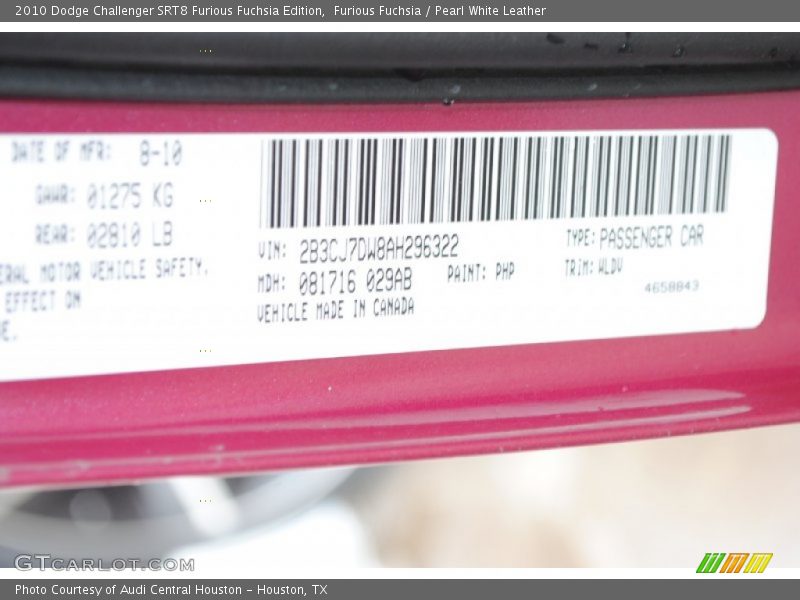 2010 Dodge Challenger SRT8 Furious Fuchsia Edition,  Furious Fuchsia / Pearl White Leather
DATE OF MFR: 8-10
GAWR: 01275 KG
REAR: 02810 LB
ERAL MOTOR VEHICLE SAFETY.
EFFECT ON
E.
VIN: 2B3CJ7DW8AH296322
TYPE: PASSENGER CAR
MDH: 081716 029AB
PAINT: PHP
TRIM: WLDV
VEHICLE MADE IN CANADA
4658843
GTCARLOT.COM
Photo Courtesy of Audi Central Houston - Houston, TX